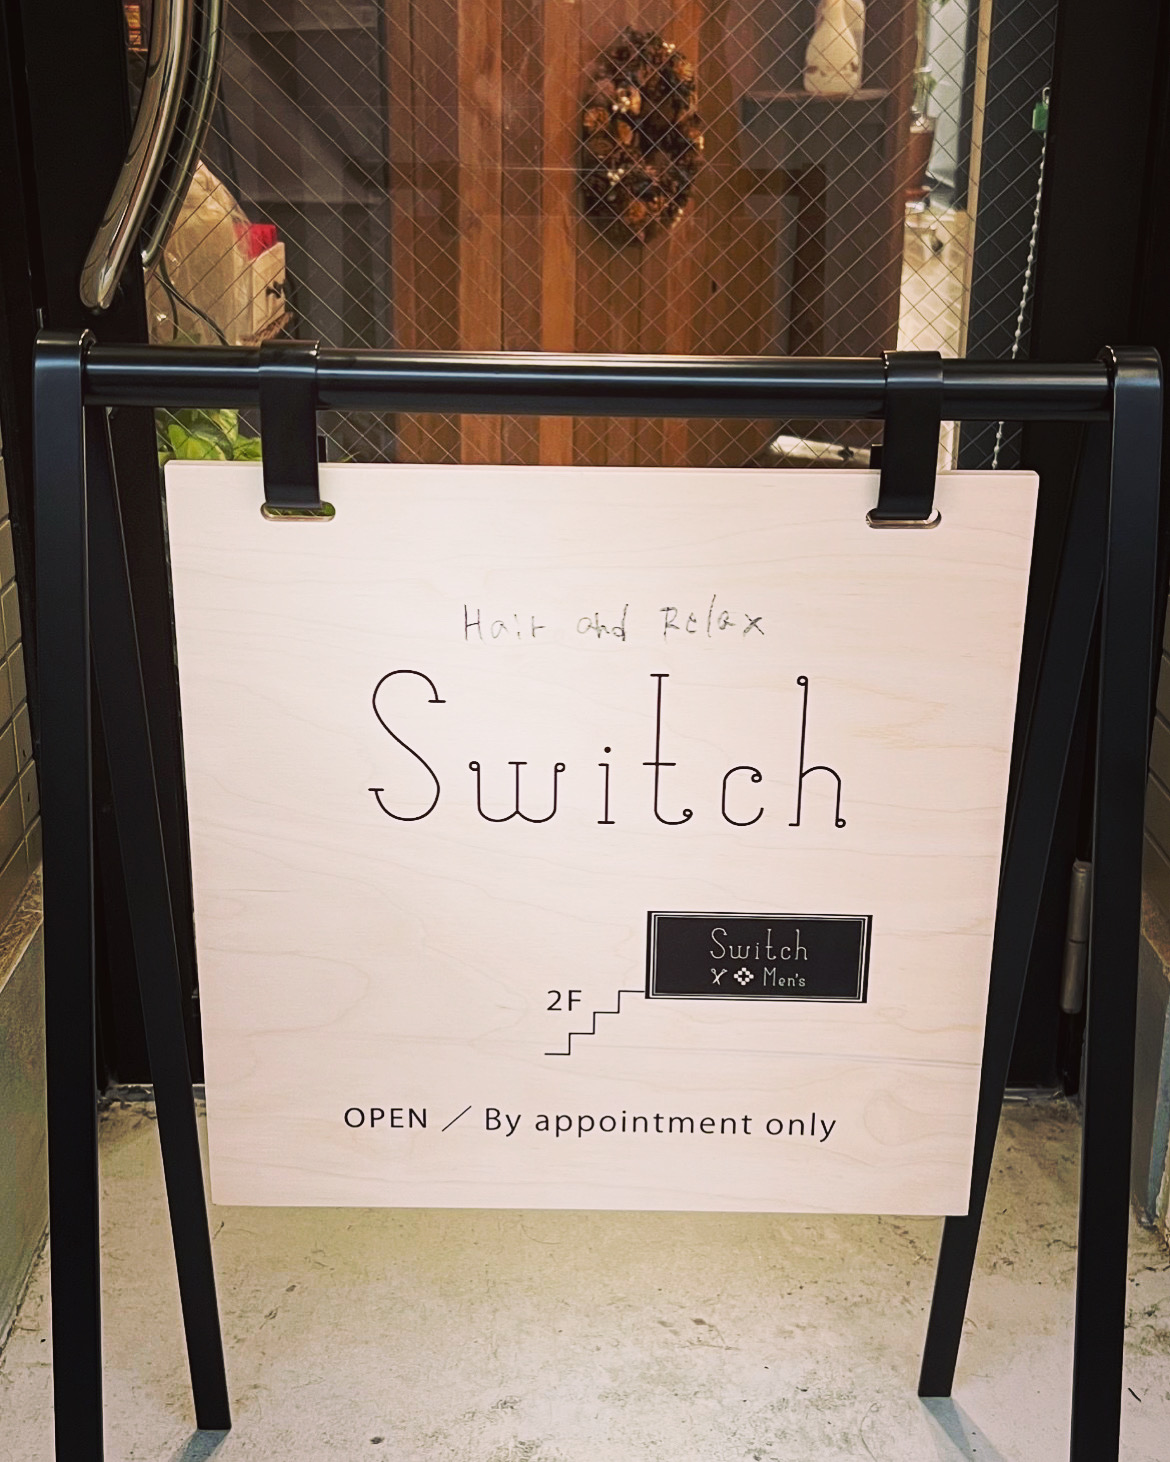 Hair and Relax
Switch
Switch
Men's
2F
OPEN ／ By appointment only